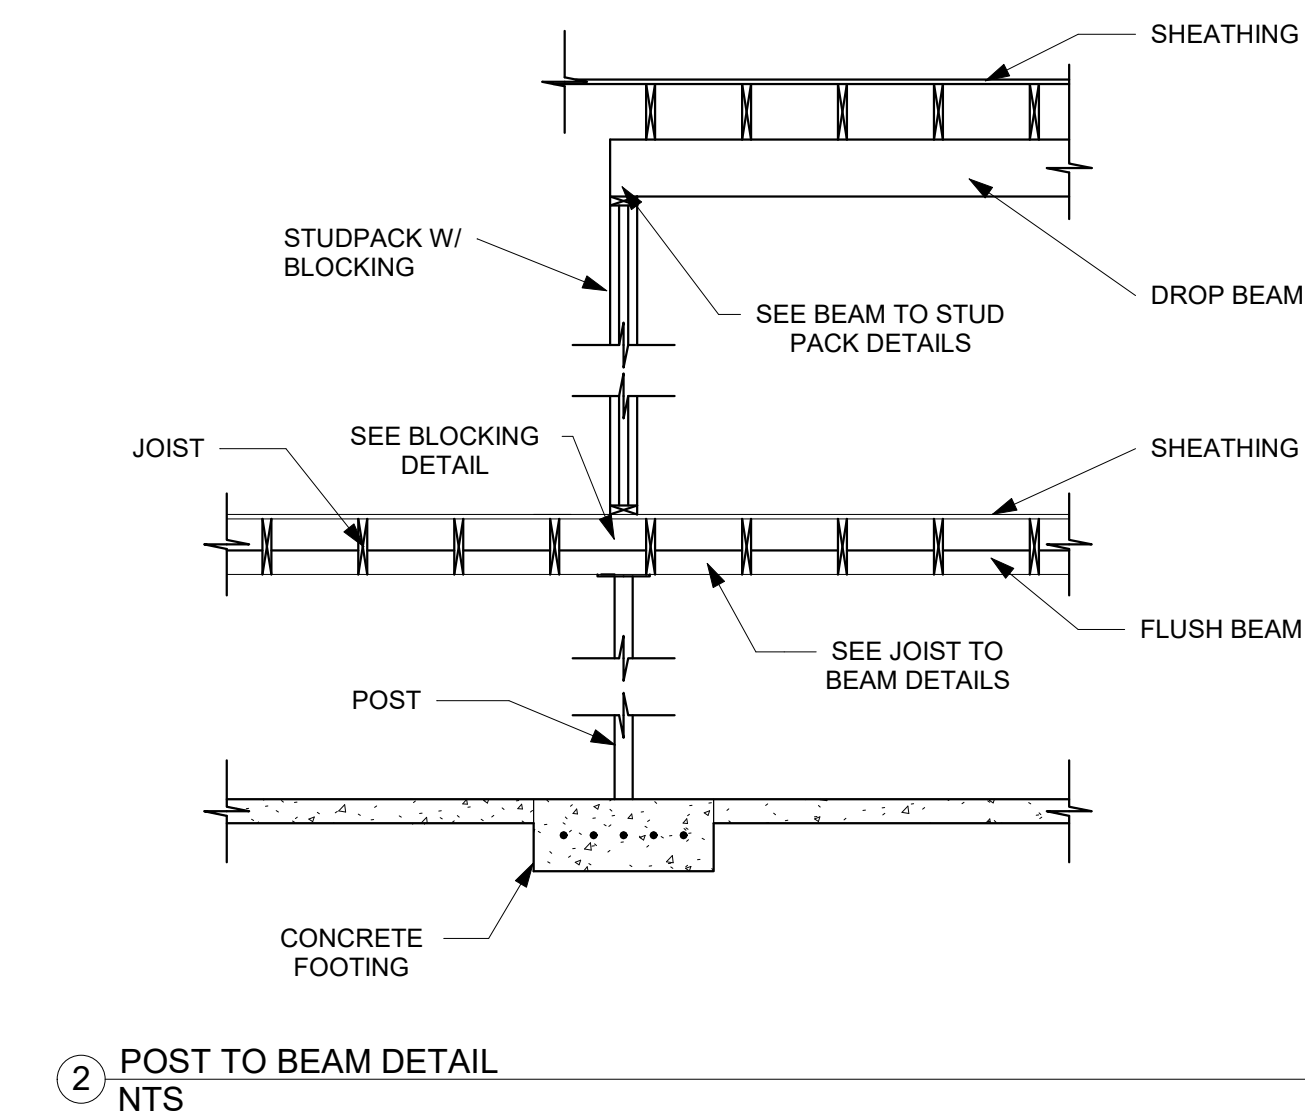 SHEATHING
STUDPACK W/
BLOCKING
DROP BEAM
SEE BEAM TO STUD
PACK DETAILS
JOIST
SEE BLOCKING
DETAIL
SHEATHING
FLUSH BEAM
SEE JOIST TO
BEAM DETAILS
POST
CONCRETE
FOOTING
2 POST TO BEAM DETAIL
NTS